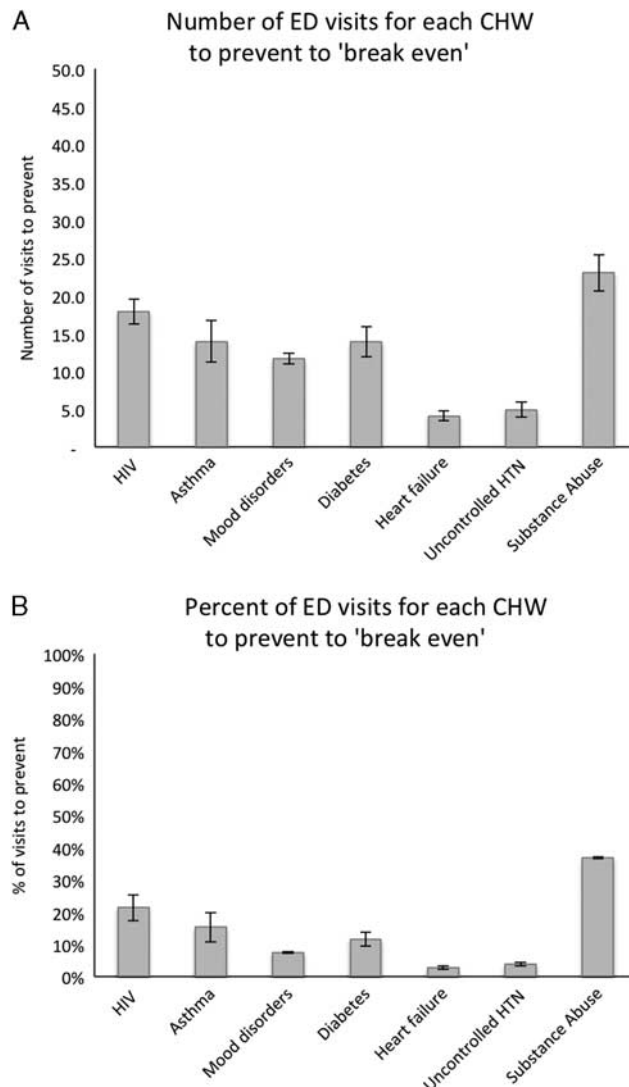 A
Number of ED visits for each CHW
to prevent to 'break even'
Number of visits to prevent
50.0
45.0
40.0
35.0
30.0
25.0
20.0
15.0
10.0
5.0
-
HIV
Asthma
Mood disorders
Diabetes
Heart failure
Uncontrolled HTN
Substance Abuse
B
Percent of ED visits for each CHW
to prevent to 'break even'
% of visits to prevent
100%
90%
80%
70%
60%
50%
40%
30%
20%
10%
0%
HIV
Asthma
Mood disorders
Diabetes
Heart failure
Uncontrolled HTN
Substance Abuse